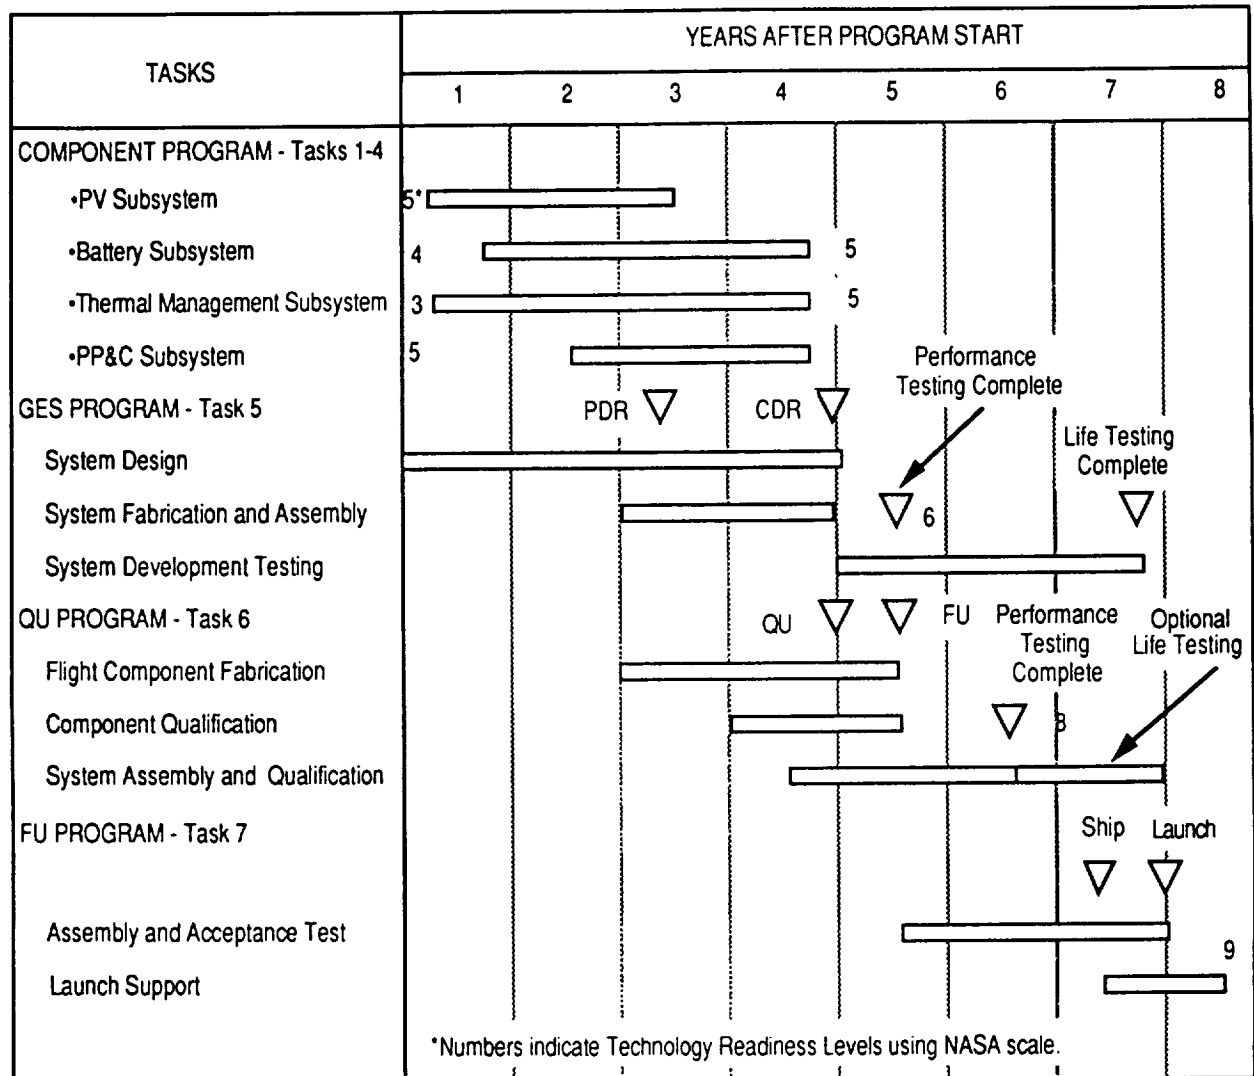 TASKS
YEARS AFTER PROGRAM START
1 2 3 4 5 6 7 8
COMPONENT PROGRAM - Tasks 1-4
•PV Subsystem 5*
•Battery Subsystem 4 5
•Thermal Management Subsystem 3 5
•PP&C Subsystem 5
Performance
Testing Complete
GES PROGRAM - Task 5 PDR CDR
Life Testing
Complete
System Design
System Fabrication and Assembly 6
System Development Testing
QU PROGRAM - Task 6 QU FU
Performance
Testing
Complete
Optional
Life Testing
Flight Component Fabrication
Component Qualification 8
System Assembly and Qualification
FU PROGRAM - Task 7 Ship Launch
Assembly and Acceptance Test
9
Launch Support
*Numbers indicate Technology Readiness Levels using NASA scale.